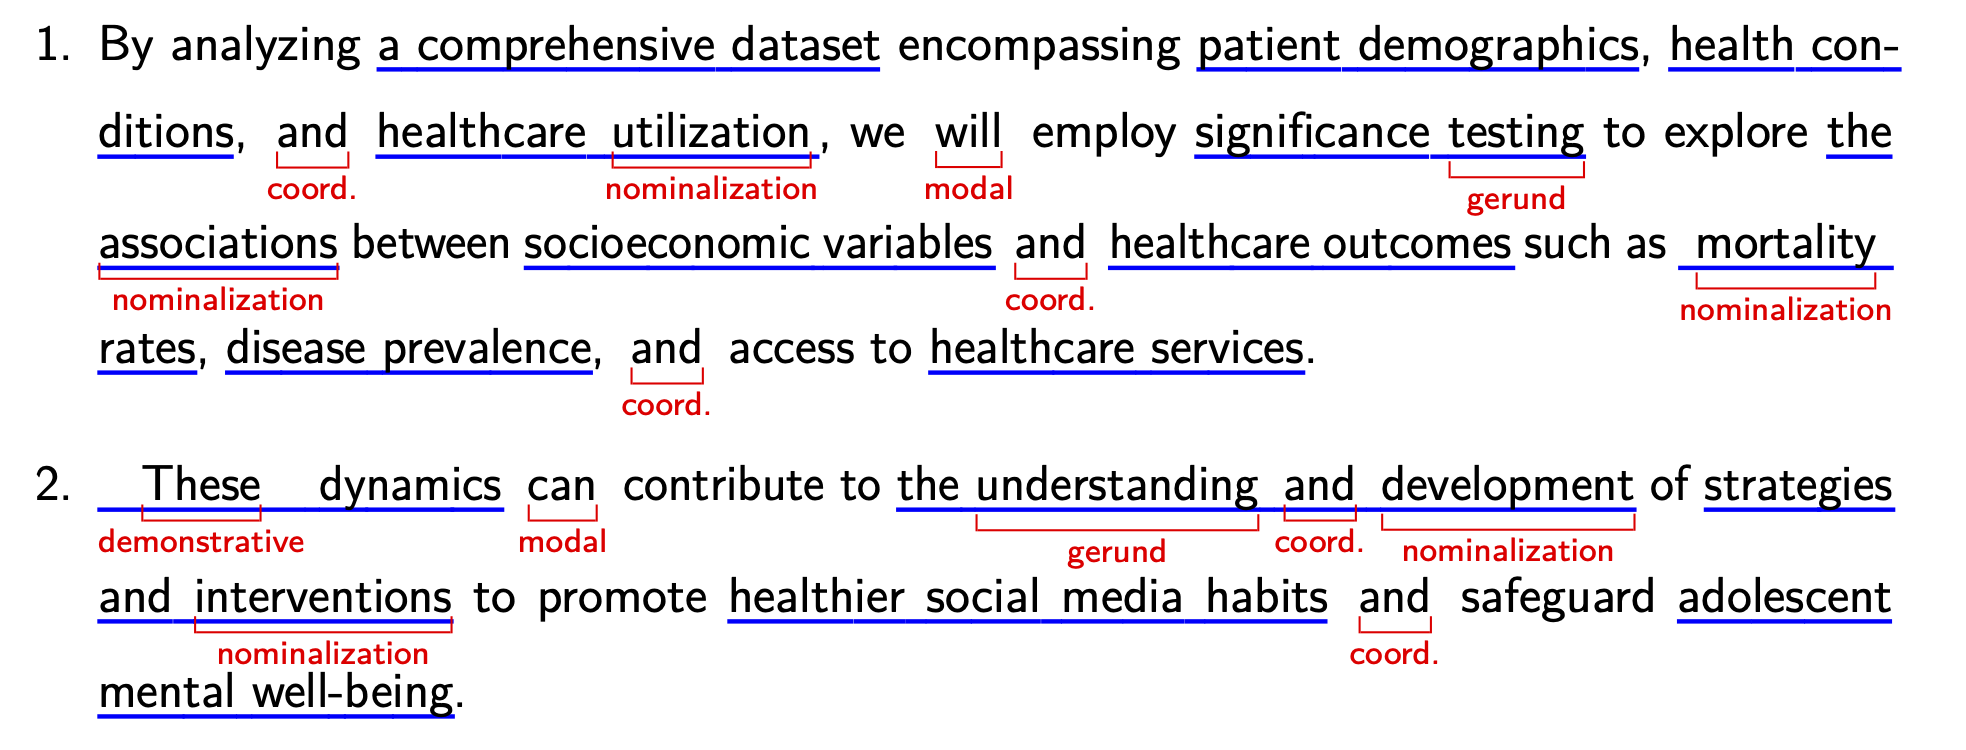 1. By analyzing a comprehensive dataset encompassing patient demographics, health con-
ditions, and healthcare utilization, we will employ significance testing to explore the
coord. nominalization modal gerund
associations between socioeconomic variables and healthcare outcomes such as mortality
nominalization coord. nominalization
rates, disease prevalence, and access to healthcare services.
coord.
2. These dynamics can contribute to the understanding and development of strategies
demonstrative modal gerund coord. nominalization
and interventions to promote healthier social media habits and safeguard adolescent
nominalization coord.
mental well-being.